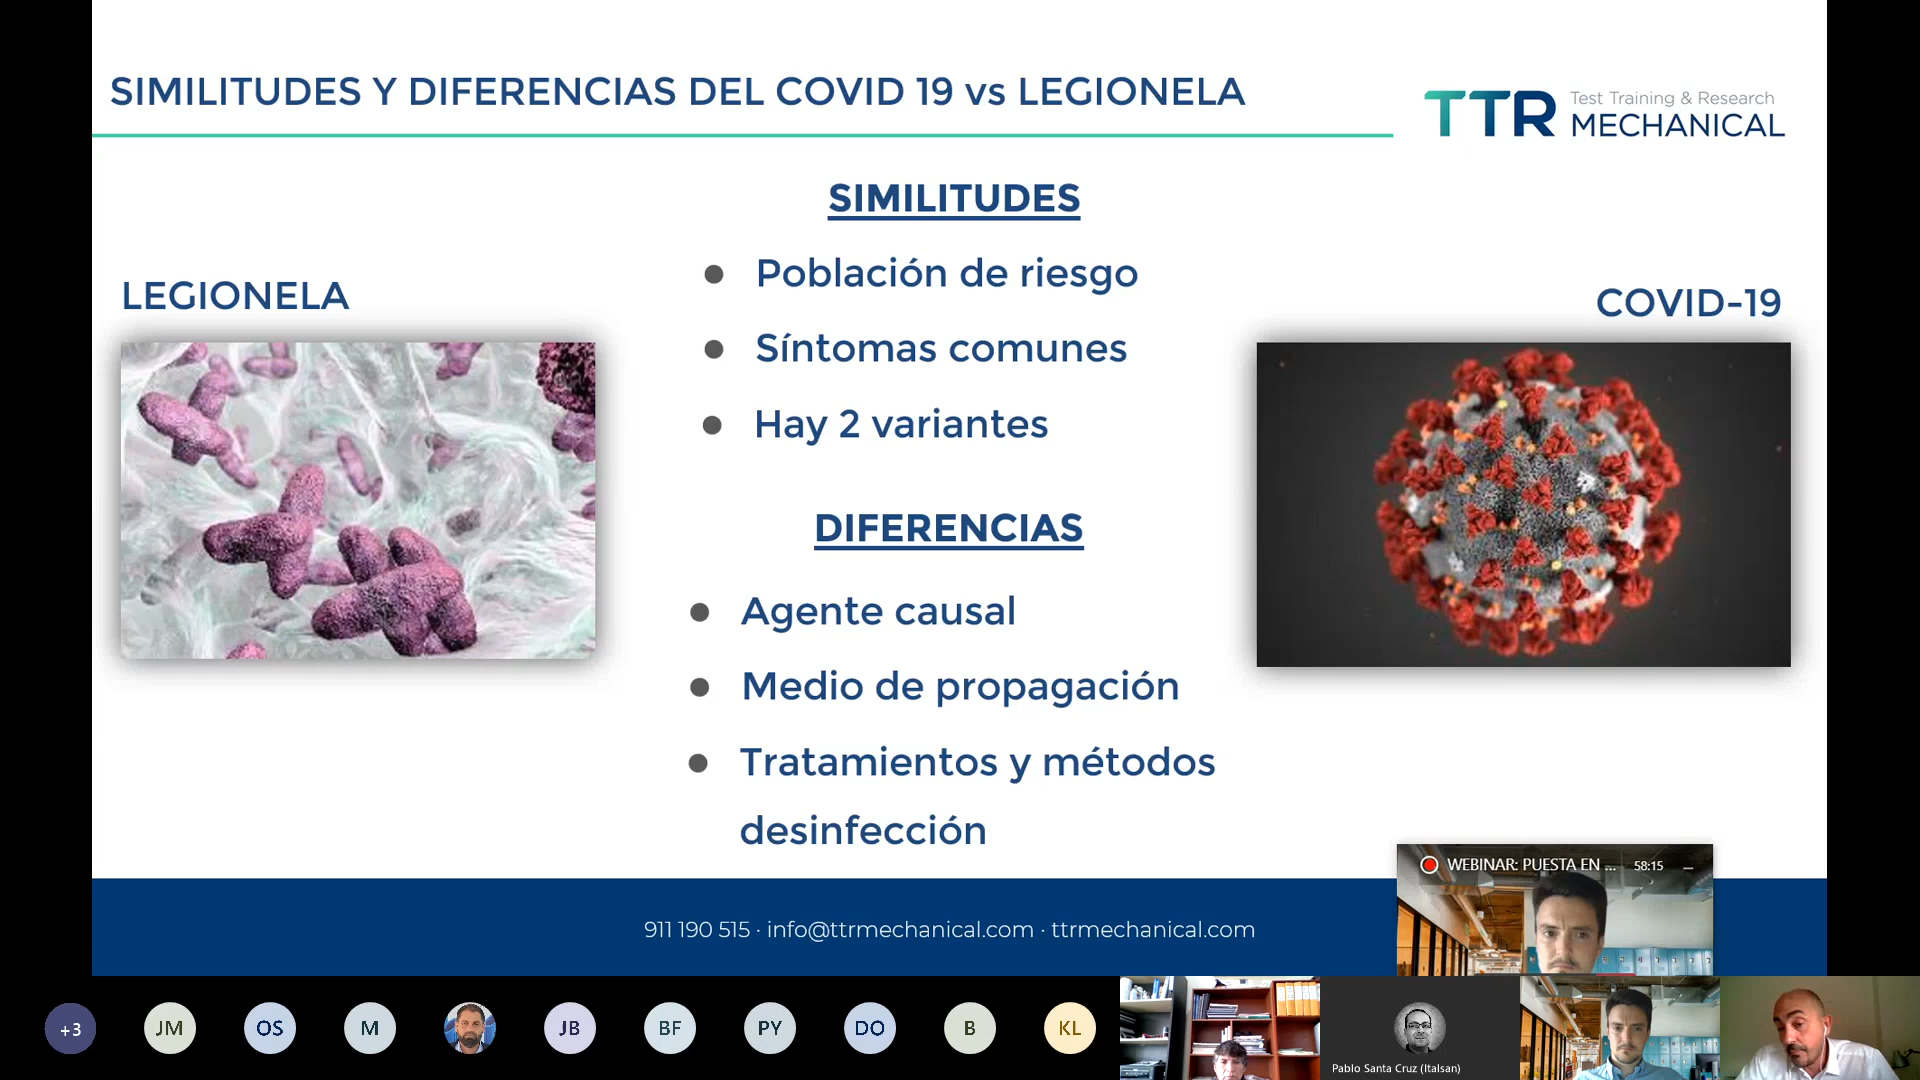 SIMILITUDES Y DIFERENCIAS DEL COVID 19 vs LEGIONELA
TTR Test Training & Research
MECHANICAL
SIMILITUDES
Población de riesgo
Síntomas comunes
Hay 2 variantes
LEGIONELA
COVID-19
DIFERENCIAS
Agente causal
Medio de propagación
Tratamientos y métodos
desinfección
WEBINAR: PUESTA EN ... 58:15
911 190 515 · info@ttrmechanical.com · ttrmechanical.com
+3 JM OS M JB BF PY DO B KL
Pablo Santa Cruz (Italsan)